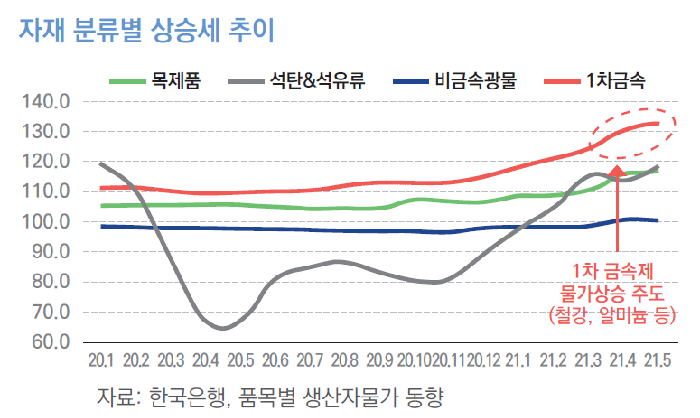 자재 분류별 상승세 추이
목제품 석탄&석유류 비금속광물 1차금속
140.0
130.0
120.0
110.0
100.0
90.0
80.0
70.0
60.0
1차 금속제
물가상승 주도
(철강, 알미늄 등)
20.1 20.2 20.3 20.4 20.5 20.6 20.7 20.8 20.9 20.10 20.11 20.12 21.1 21.2 21.3 21.4 21.5
자료: 한국은행, 품목별 생산자물가 동향